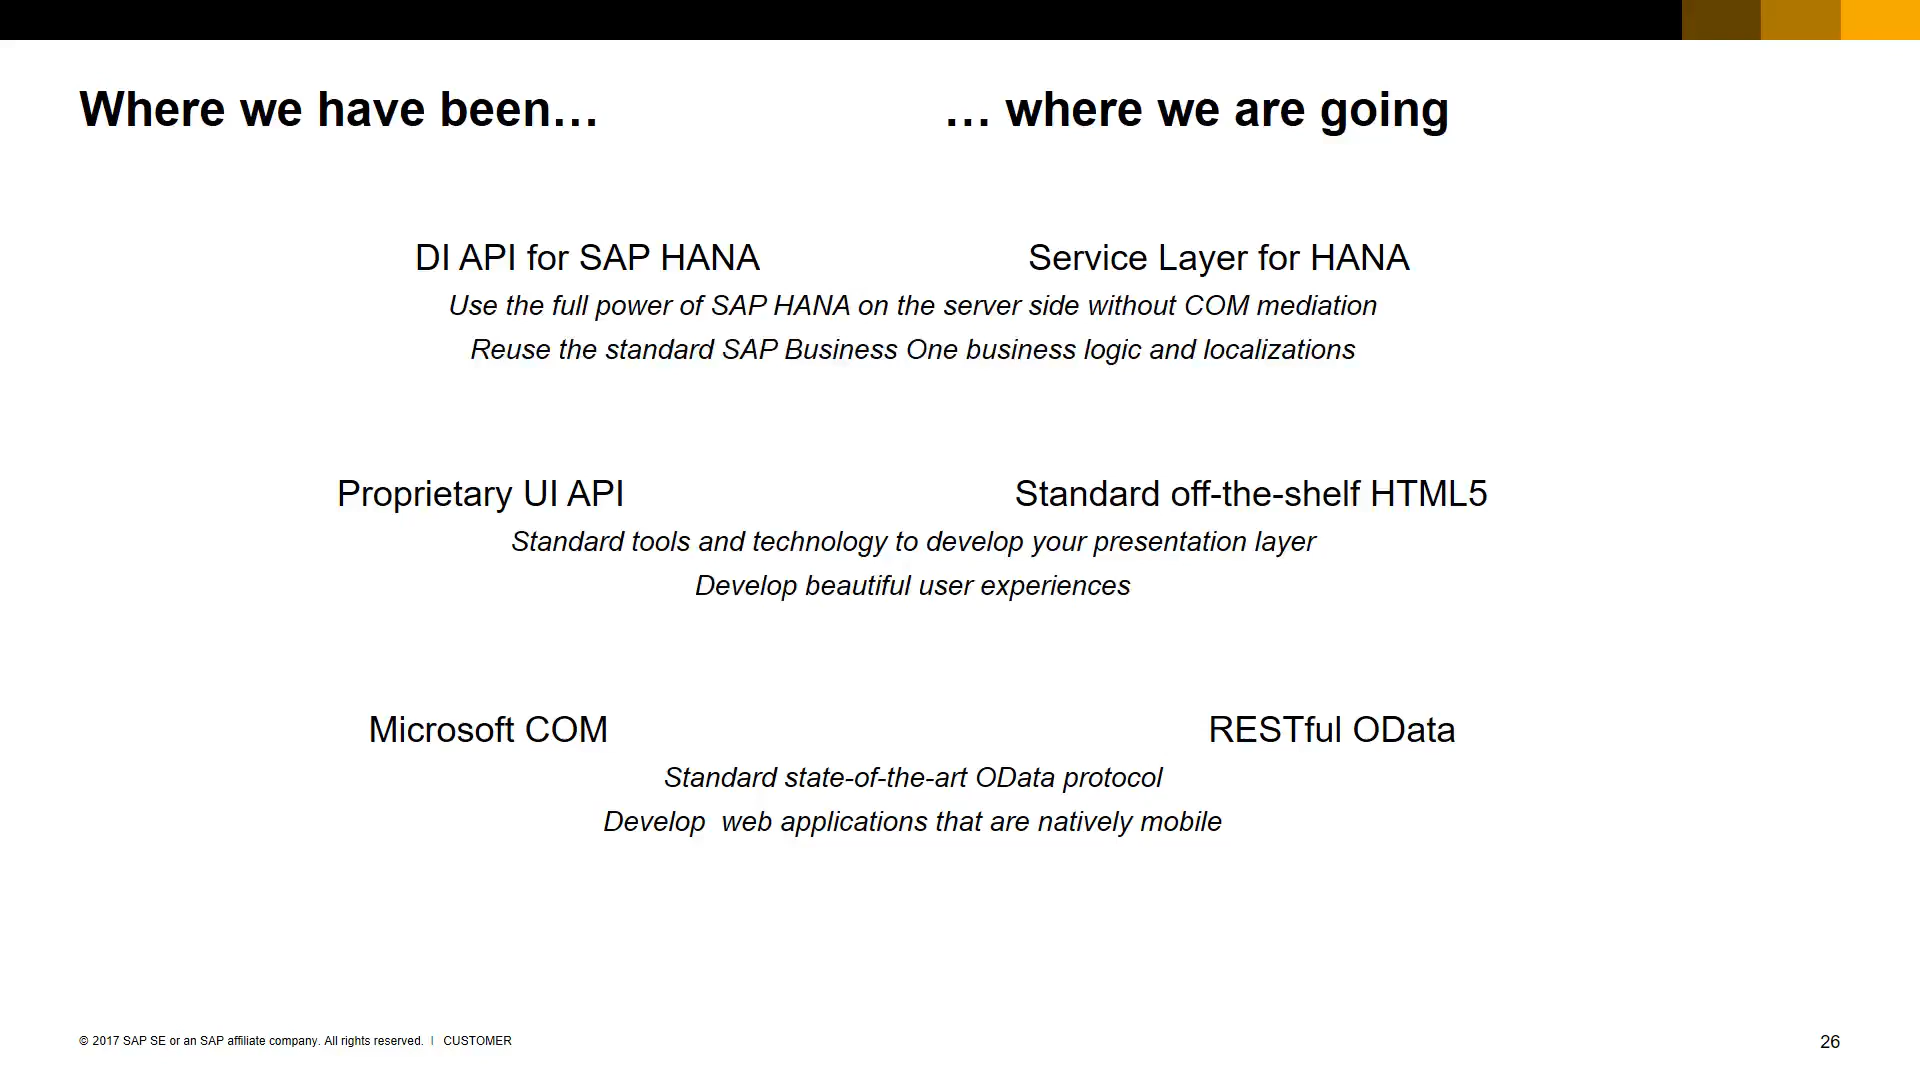 Where we have been… … where we are going
DI API for SAP HANA Service Layer for HANA
Use the full power of SAP HANA on the server side without COM mediation
Reuse the standard SAP Business One business logic and localizations
Proprietary UI API Standard off-the-shelf HTML5
Standard tools and technology to develop your presentation layer
Develop beautiful user experiences
Microsoft COM RESTful OData
Standard state-of-the-art OData protocol
Develop  web applications that are natively mobile
© 2017 SAP SE or an SAP affiliate company. All rights reserved. | CUSTOMER 26